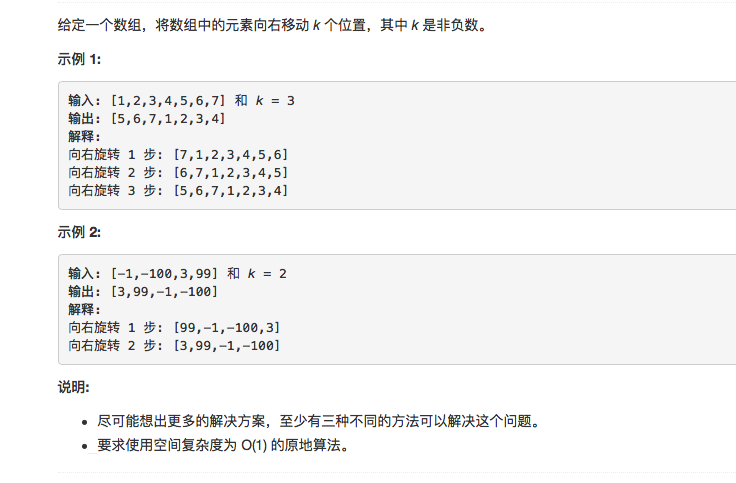 给定一个数组，将数组中的元素向右移动 k 个位置，其中 k 是非负数。
示例 1:
输入: [1,2,3,4,5,6,7] 和 k = 3
输出: [5,6,7,1,2,3,4]
解释:
向右旋转 1 步: [7,1,2,3,4,5,6]
向右旋转 2 步: [6,7,1,2,3,4,5]
向右旋转 3 步: [5,6,7,1,2,3,4]
示例 2:
输入: [-1,-100,3,99] 和 k = 2
输出: [3,99,-1,-100]
解释:
向右旋转 1 步: [99,-1,-100,3]
向右旋转 2 步: [3,99,-1,-100]
说明:
• 尽可能想出更多的解决方案，至少有三种不同的方法可以解决这个问题。
• 要求使用空间复杂度为 O(1) 的原地算法。